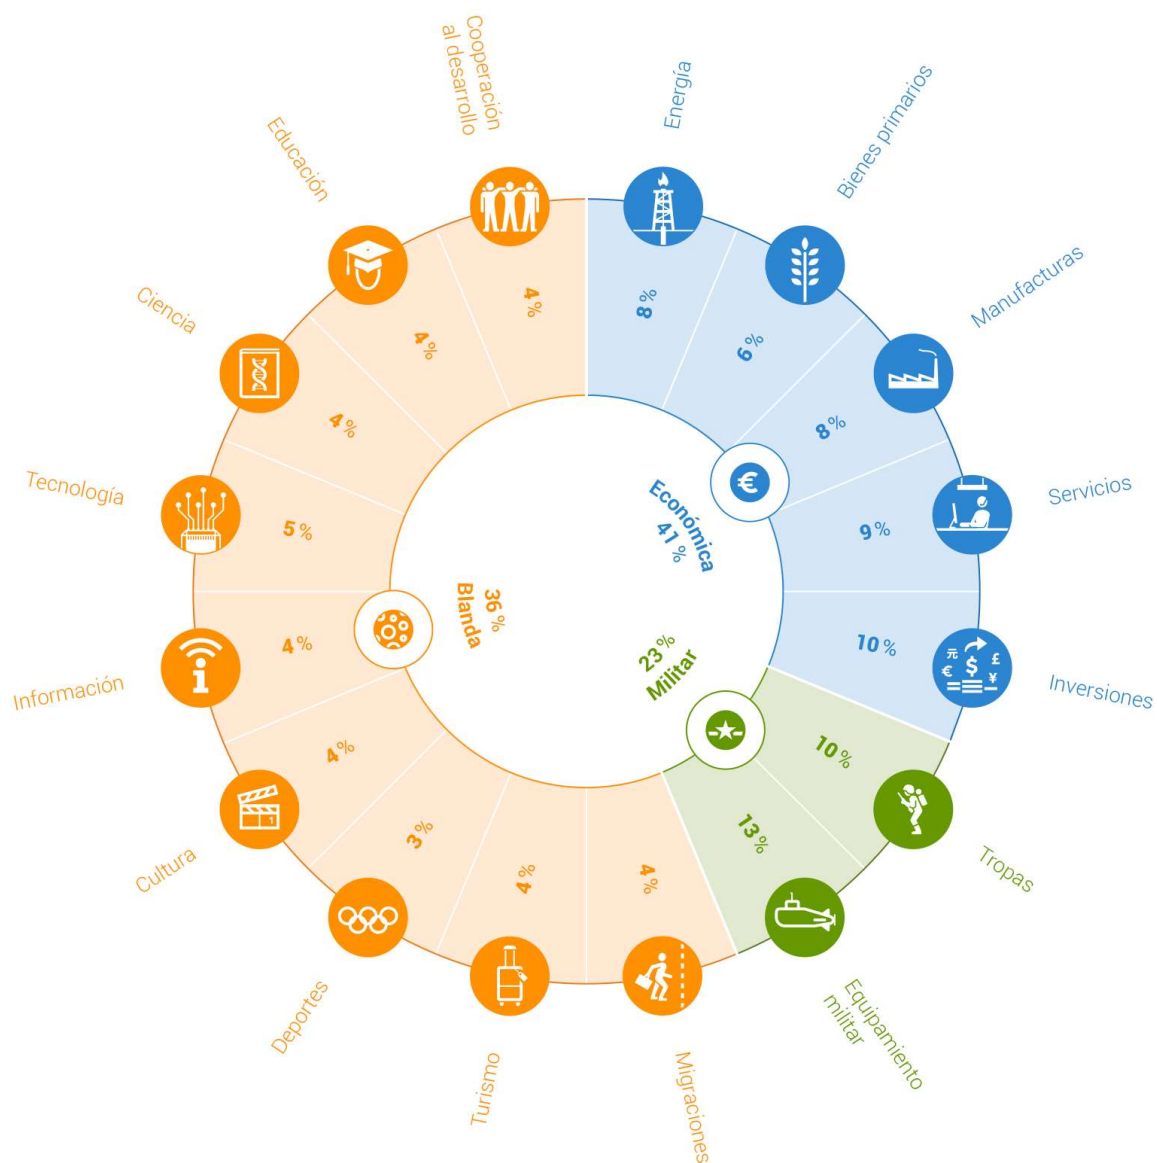 Cooperación
al desarrollo
4%
Energía
8%
Bienes primarios
6%
Manufacturas
8%
Servicios
9%
Inversiones
10%
元
€
$
£
¥
Económica
41%
€
Tropas
10%
Equipamiento
militar
13%
23%
Militar
Migraciones
4%
Turismo
4%
Deportes
3%
Cultura
4%
1
Información
4%
i
Tecnología
5%
Ciencia
4%
Educación
4%
36%
Blanda